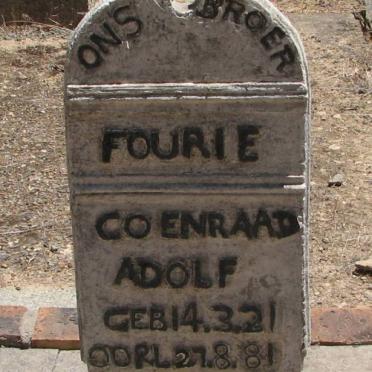 ONS BROER
FOURIE
COENRAAD
ADOLF
GEB 14.3.21
OORL 27.8.81